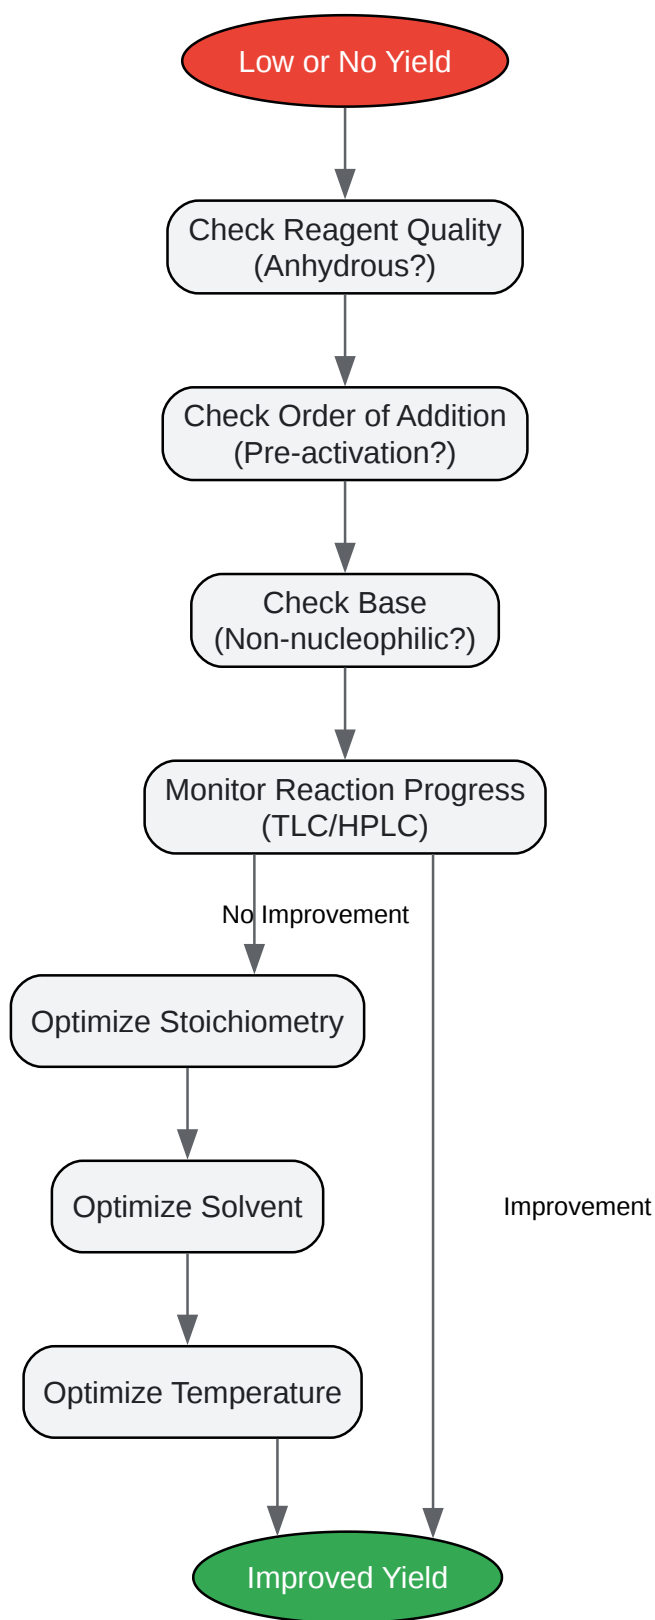 Low or No Yield
Check Reagent Quality
(Anhydrous?)
Check Order of Addition
(Pre-activation?)
Check Base
(Non-nucleophilic?)
Monitor Reaction Progress
(TLC/HPLC)
No Improvement
Optimize Stoichiometry
Optimize Solvent
Improvement
Optimize Temperature
Improved Yield